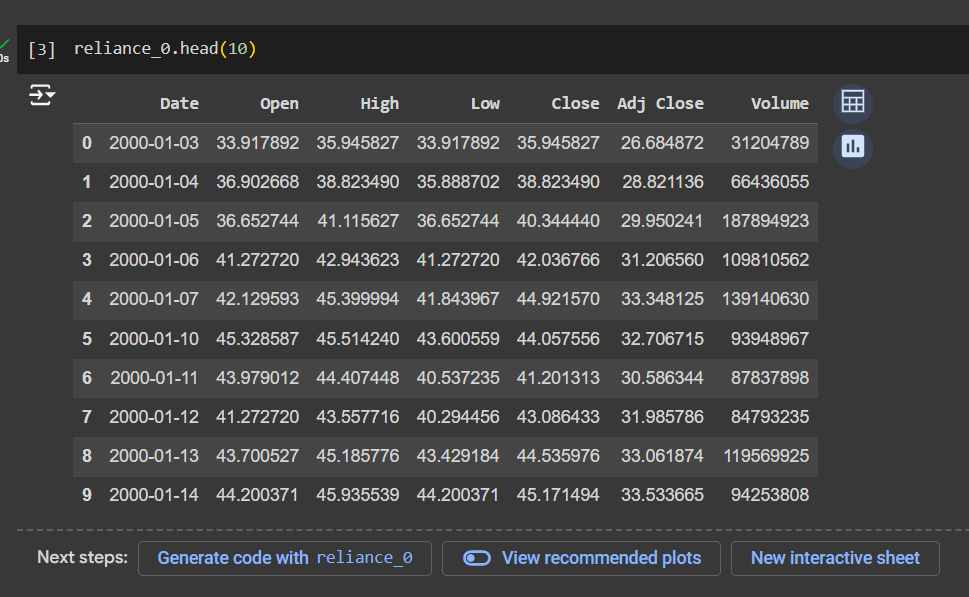 [3] reliance_0.head(10)
0s
Date Open High Low Close Adj Close Volume
0 2000-01-03 33.917892 35.945827 33.917892 35.945827 26.684872 31204789
1 2000-01-04 36.902668 38.823490 35.888702 38.823490 28.821136 66436055
2 2000-01-05 36.652744 41.115627 36.652744 40.344440 29.950241 187894923
3 2000-01-06 41.272720 42.943623 41.272720 42.036766 31.206560 109810562
4 2000-01-07 42.129593 45.399994 41.843967 44.921570 33.348125 139140630
5 2000-01-10 45.328587 45.514240 43.600559 44.057556 32.706715 93948967
6 2000-01-11 43.979012 44.407448 40.537235 41.201313 30.586344 87837898
7 2000-01-12 41.272720 43.557716 40.294456 43.086433 31.985786 84793235
8 2000-01-13 43.700527 45.185776 43.429184 44.535976 33.061874 119569925
9 2000-01-14 44.200371 45.935539 44.200371 45.171494 33.533665 94253808
Next steps: Generate code with reliance_0 View recommended plots New interactive sheet